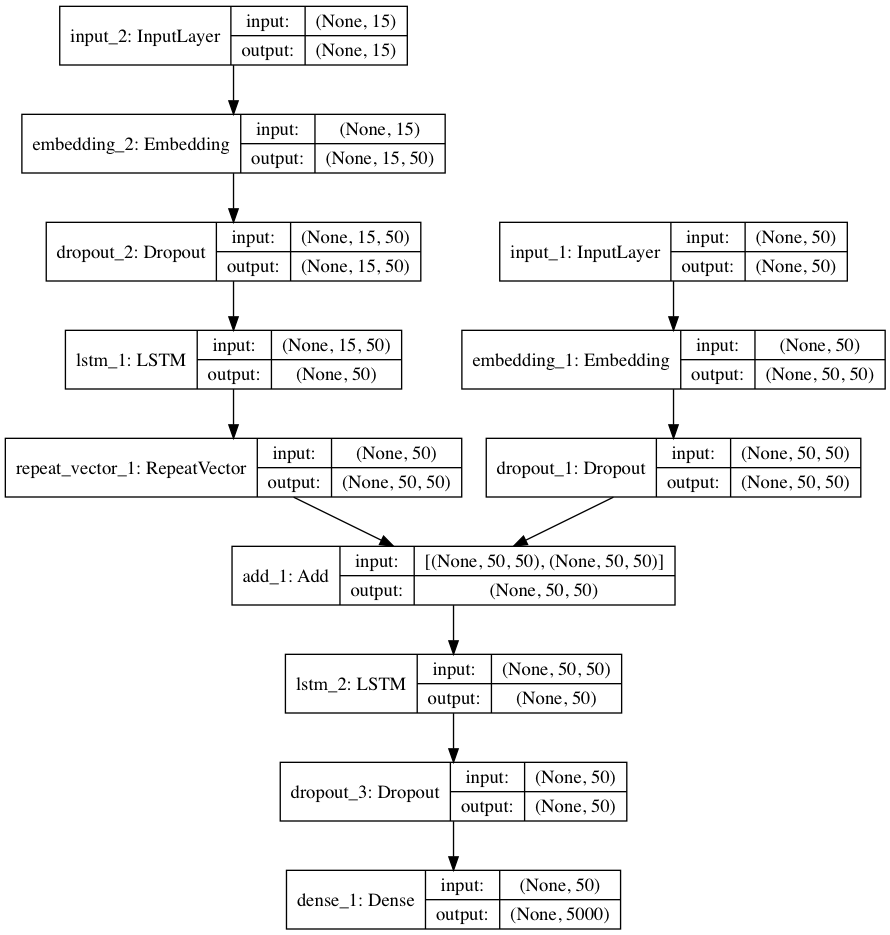 input_2: InputLayer
input: (None, 15)
output: (None, 15)
embedding_2: Embedding
input: (None, 15)
output: (None, 15, 50)
dropout_2: Dropout
input: (None, 15, 50)
output: (None, 15, 50)
input_1: InputLayer
input: (None, 50)
output: (None, 50)
lstm_1: LSTM
input: (None, 15, 50)
output: (None, 50)
embedding_1: Embedding
input: (None, 50)
output: (None, 50, 50)
repeat_vector_1: RepeatVector
input: (None, 50)
output: (None, 50, 50)
dropout_1: Dropout
input: (None, 50, 50)
output: (None, 50, 50)
add_1: Add
input: [(None, 50, 50), (None, 50, 50)]
output: (None, 50, 50)
lstm_2: LSTM
input: (None, 50, 50)
output: (None, 50)
dropout_3: Dropout
input: (None, 50)
output: (None, 50)
dense_1: Dense
input: (None, 50)
output: (None, 5000)